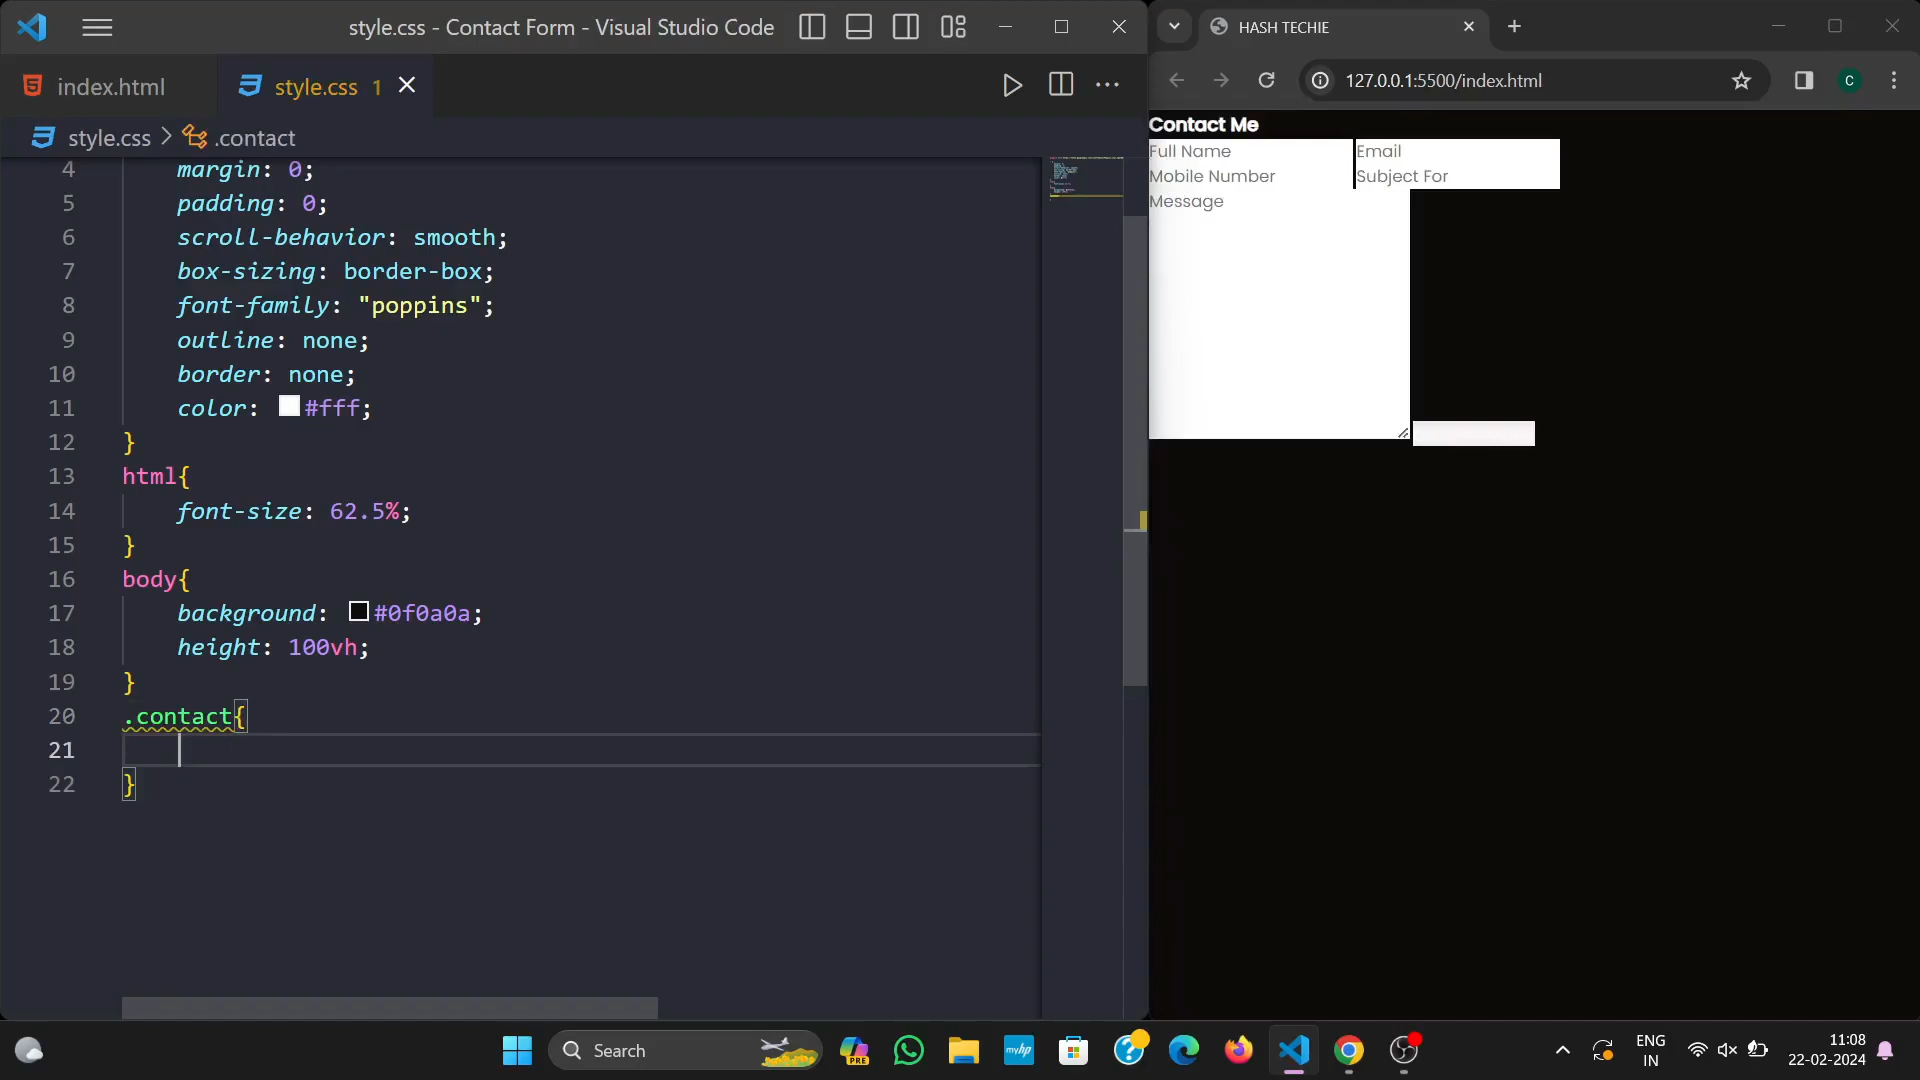 style.css - Contact Form - Visual Studio Code
index.html
style.css 1
style.css > .contact
4 margin: 0;
5 padding: 0;
6 scroll-behavior: smooth;
7 box-sizing: border-box;
8 font-family: "poppins";
9 outline: none;
10 border: none;
11 color: #fff;
12 }
13 html{
14 font-size: 62.5%;
15 }
16 body{
17 background: #0f0a0a;
18 height: 100vh;
19 }
20 .contact{
21
22 }
HASH TECHIE
127.0.0.1:5500/index.html
C
Contact Me
Full Name Email
Mobile Number Subject For
Message
Search
PRE
myhp
ENG
IN
11:08
22-02-2024